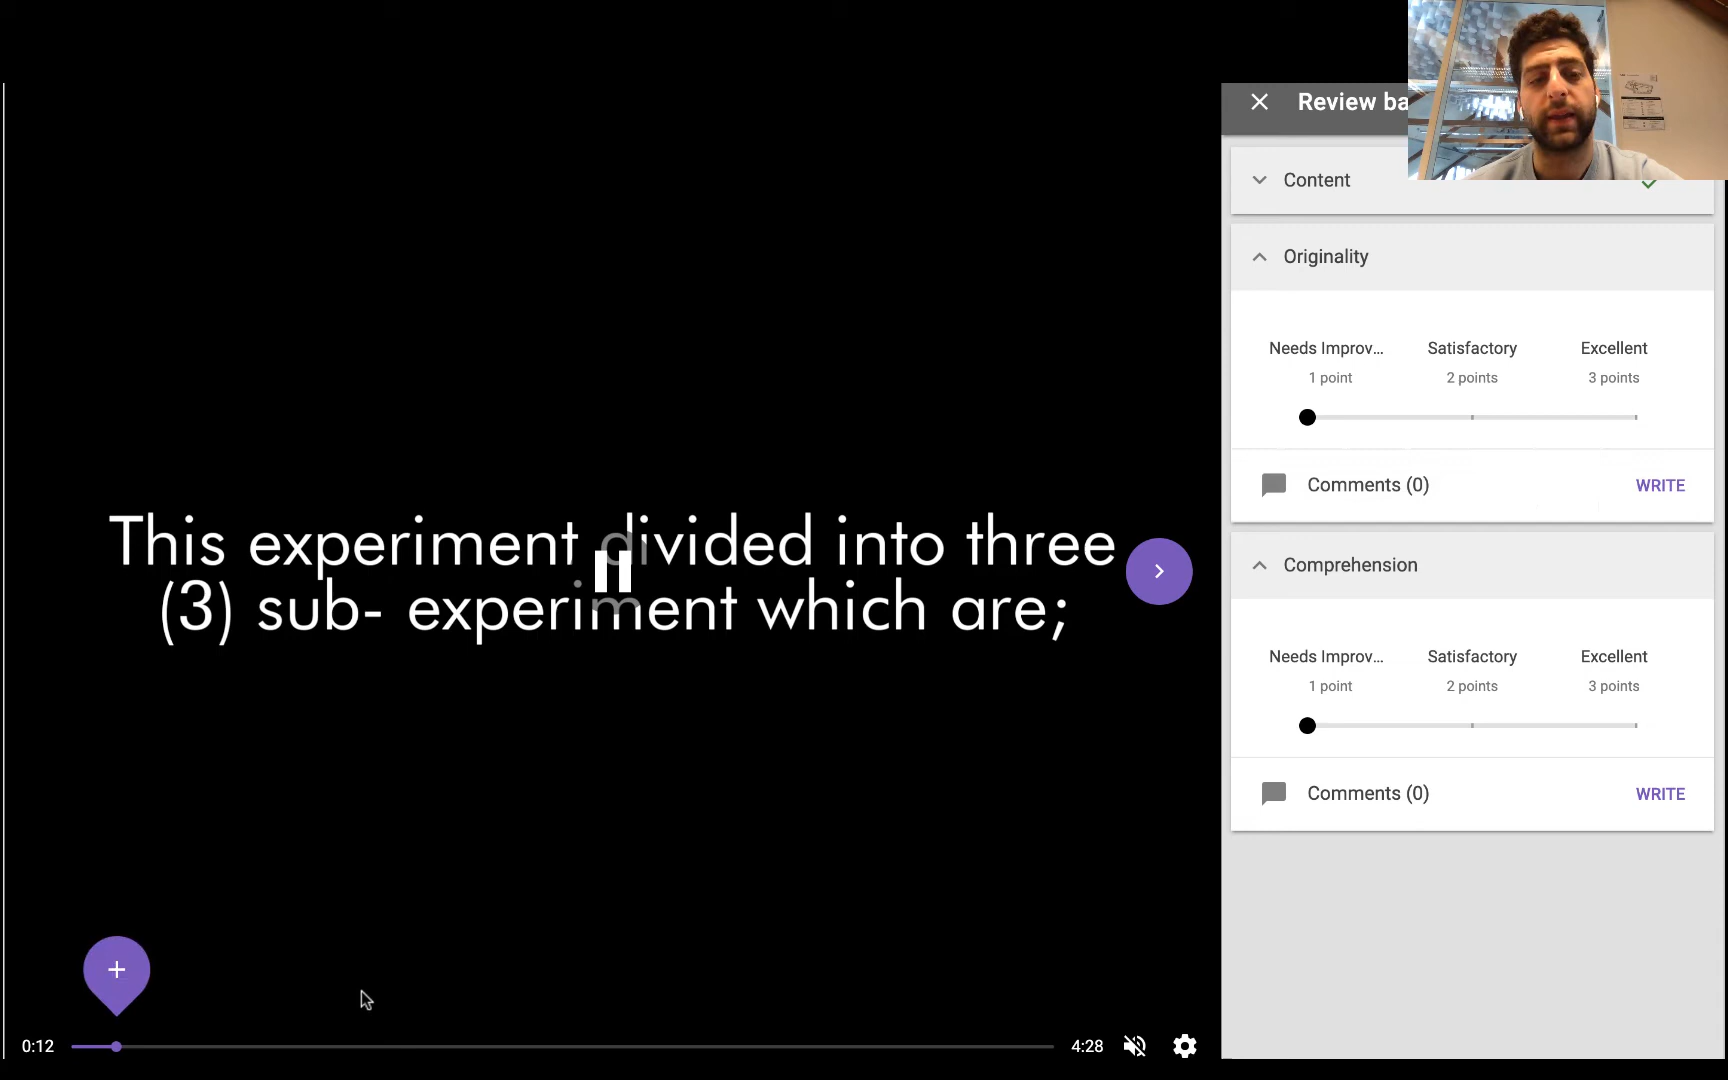 Review ba
Content
Originality
Needs Improv... Satisfactory Excellent
1 point 2 points 3 points
Comments (0) WRITE
Comprehension
Needs Improv... Satisfactory Excellent
1 point 2 points 3 points
Comments (0) WRITE
This experiment divided into three
(3) sub- experiment which are;
0:12 4:28